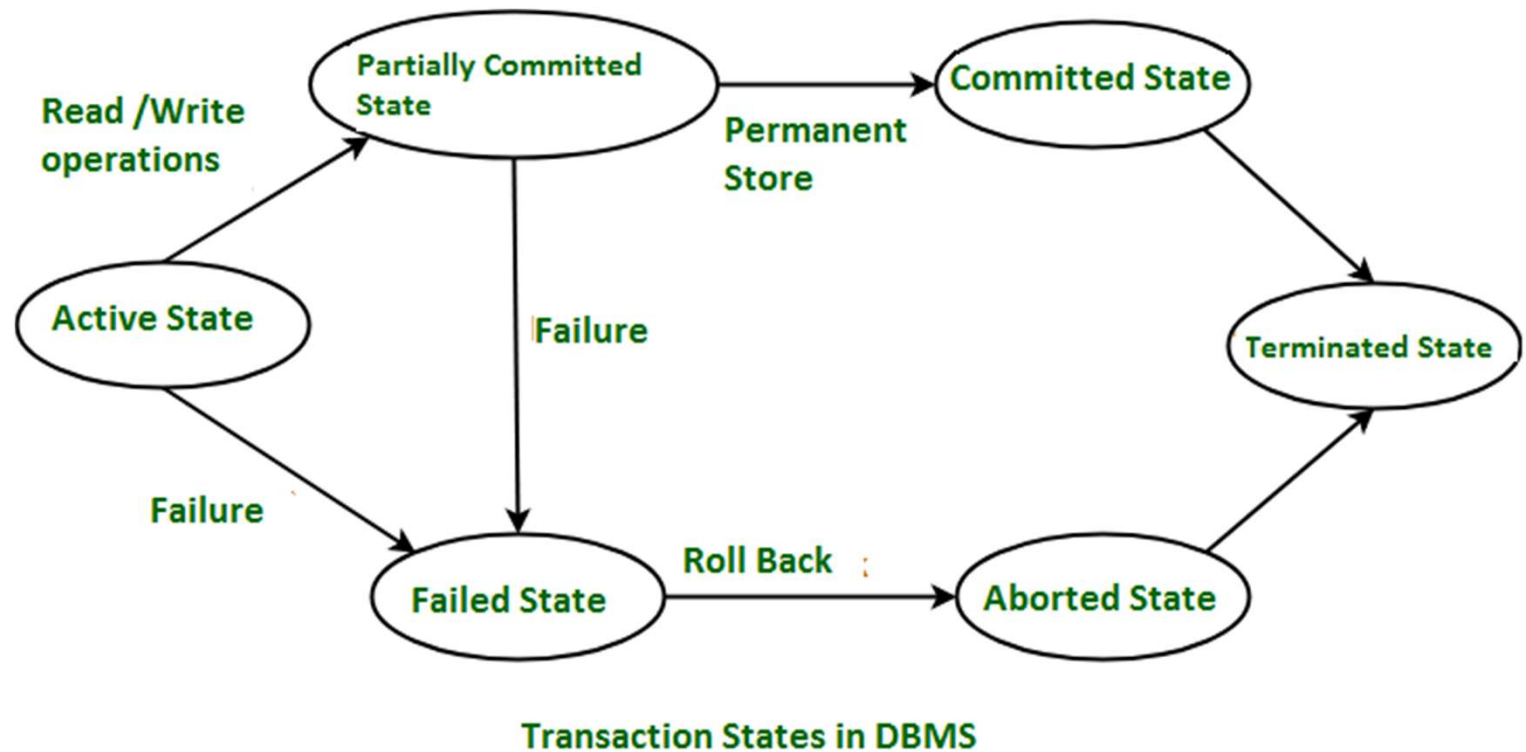 Partially Committed
State
Committed State
Read /Write
operations
Permanent
Store
Active State
Failure
Terminated State
Failure
Roll Back
Failed State
Aborted State
Transaction States in DBMS